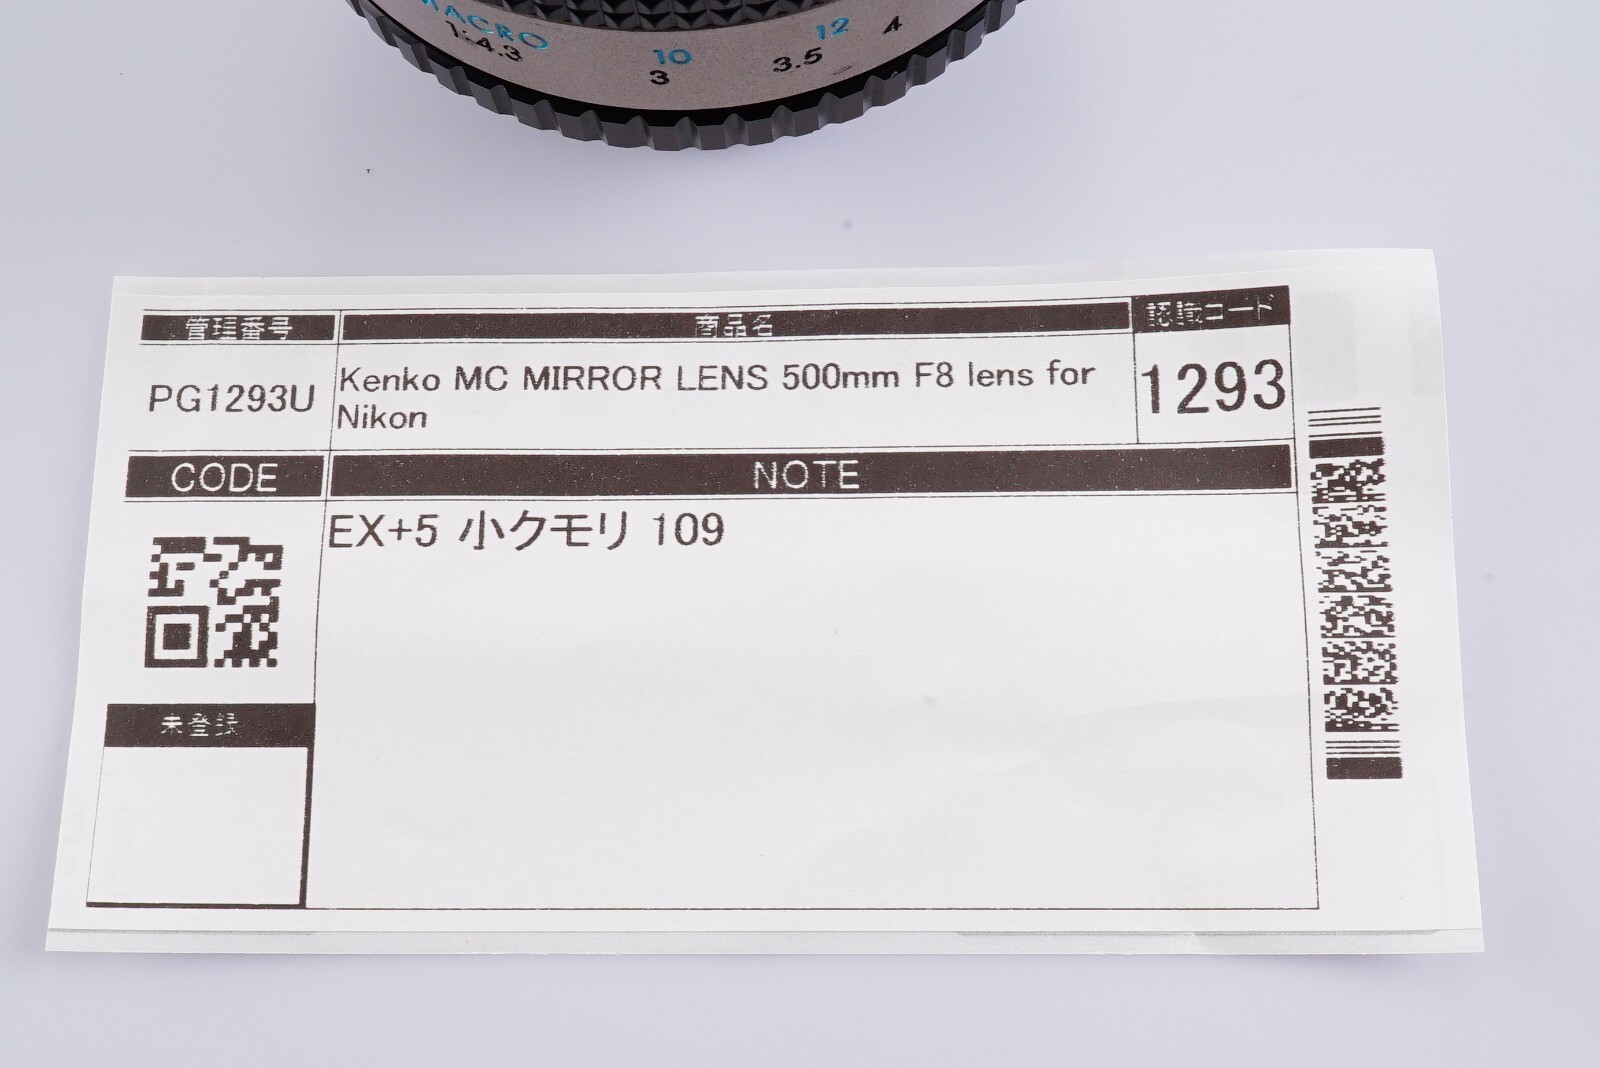 MACRO 10 12
1:4.3 3 3.5 4
管理番号 商品名 認識コード
PG1293U
Kenko MC MIRROR LENS 500mm F8 lens for
Nikon
1293
CODE NOTE
EX+5 小クモリ 109
未登録